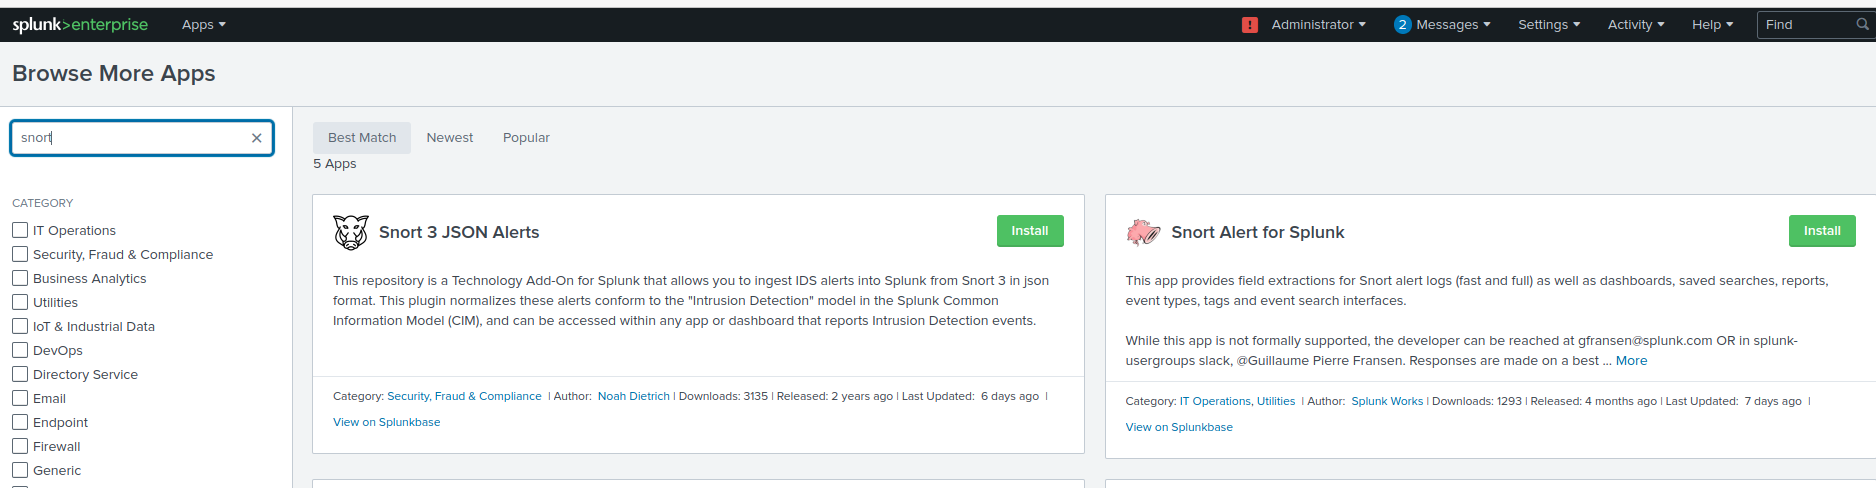 splunk>enterprise Apps ! Administrator 2 Messages Settings Activity Help Find
Browse More Apps
snort
Best Match Newest Popular
5 Apps
CATEGORY
IT Operations
Security, Fraud & Compliance
Business Analytics
Utilities
IoT & Industrial Data
DevOps
Directory Service
Email
Endpoint
Firewall
Generic
Snort 3 JSON Alerts
Install
This repository is a Technology Add-On for Splunk that allows you to ingest IDS alerts into Splunk from Snort 3 in json
format. This plugin normalizes these alerts conform to the "Intrusion Detection" model in the Splunk Common
Information Model (CIM), and can be accessed within any app or dashboard that reports Intrusion Detection events.
Category: Security, Fraud & Compliance | Author: Noah Dietrich | Downloads: 3135 | Released: 2 years ago | Last Updated: 6 days ago |
View on Splunkbase
Snort Alert for Splunk
Install
This app provides field extractions for Snort alert logs (fast and full) as well as dashboards, saved searches, reports,
event types, tags and event search interfaces.
While this app is not formally supported, the developer can be reached at gfransen@splunk.com OR in splunk-
usergroups slack, @Guillaume Pierre Fransen. Responses are made on a best ... More
Category: IT Operations, Utilities | Author: Splunk Works | Downloads: 1293 | Released: 4 months ago | Last Updated: 7 days ago |
View on Splunkbase